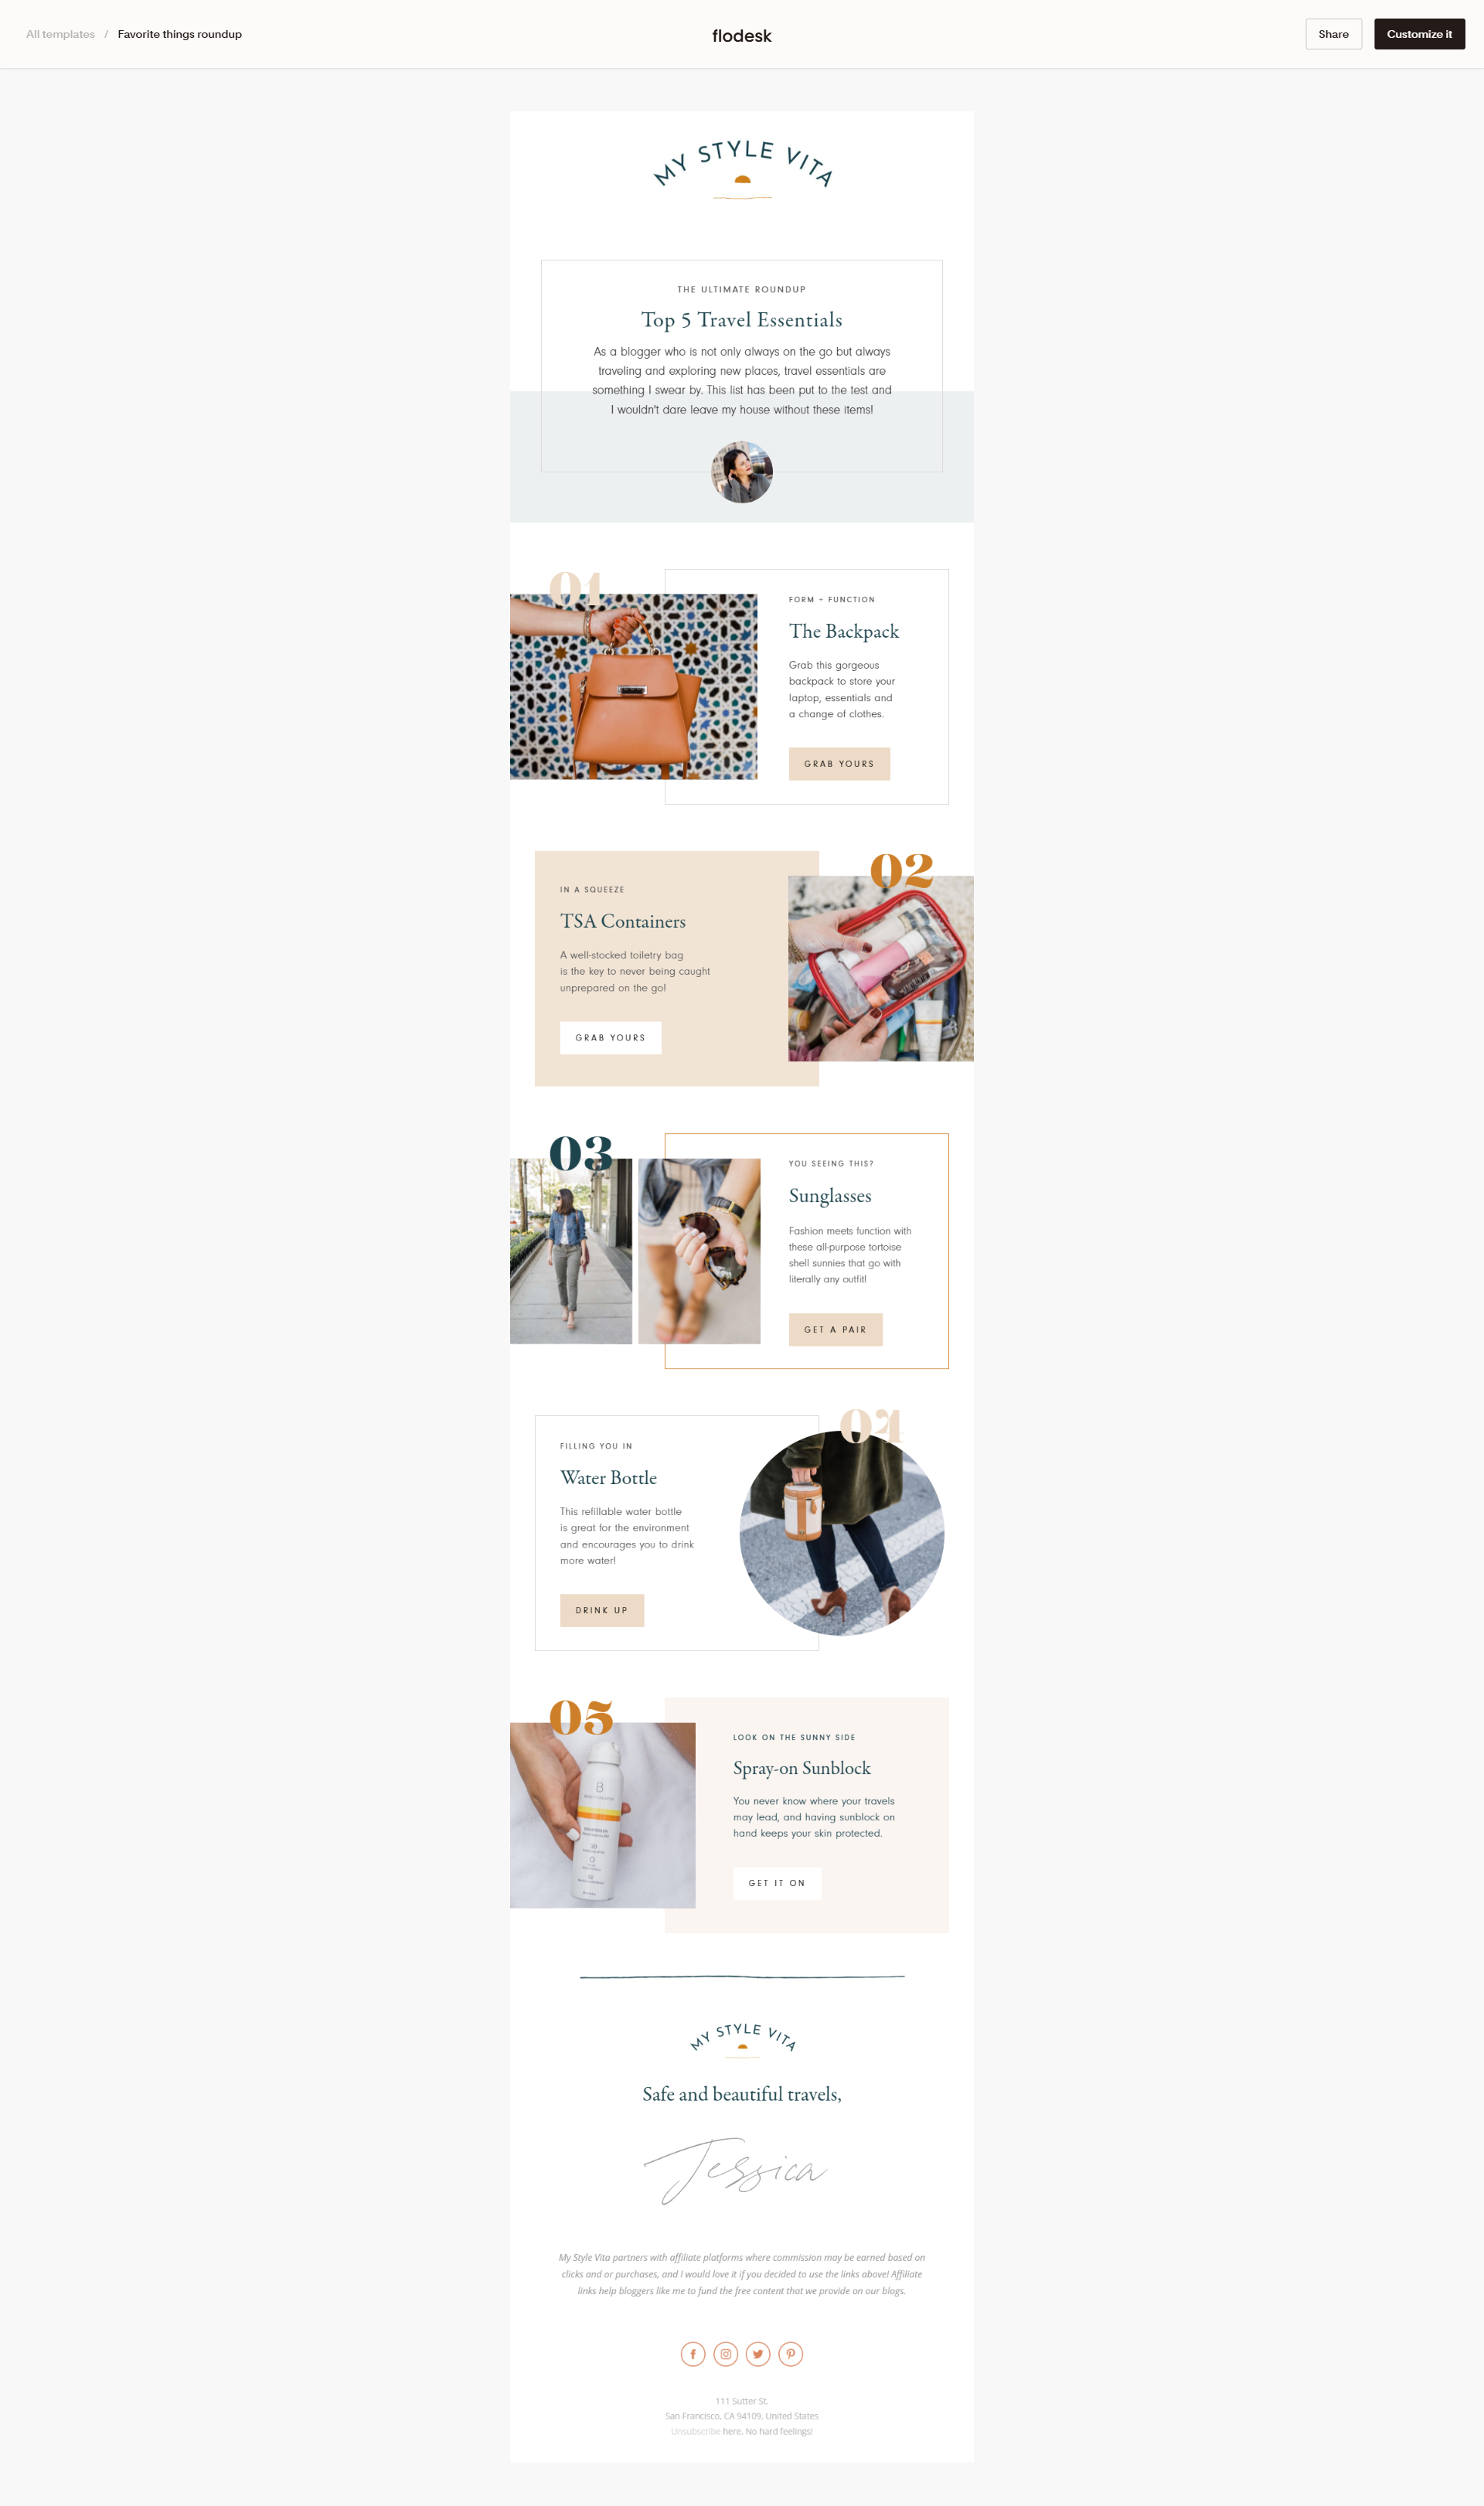 All templates / Favorite things roundup
flodesk
Share
Customize it
MY STYLE VITA
THE ULTIMATE ROUNDUP
Top 5 Travel Essentials
As a blogger who is not only always on the go but always
traveling and exploring new places, travel essentials are
something I swear by. This list has been put to the test and
I wouldn't dare leave my house without these items!
01
FORM + FUNCTION
The Backpack
Grab this gorgeous
backpack to store your
laptop, essentials and
a change of clothes.
GRAB YOURS
02
IN A SQUEEZE
TSA Containers
A well-stocked toiletry bag
is the key to never being caught
unprepared on the go!
GRAB YOURS
03
YOU SEEING THIS?
Sunglasses
Fashion meets function with
these all-purpose tortoise
shell sunnies that go with
literally any outfit!
GET A PAIR
04
FILLING YOU IN
Water Bottle
This refillable water bottle
is great for the environment
and encourages you to drink
more water!
DRINK UP
05
LOOK ON THE SUNNY SIDE
Spray-on Sunblock
You never know where your travels
may lead, and having sunblock on
hand keeps your skin protected.
GET IT ON
B
MY STYLE VITA
Safe and beautiful travels,
Jessica
My Style Vita partners with affiliate platforms where commission may be earned based on
clicks and or purchases, and I would love it if you decided to use the links above! Affiliate
links help bloggers like me to fund the free content that we provide on our blogs.
111 Sutter St.
San Francisco, CA 94109, United States
Unsubscribe here. No hard feelings!